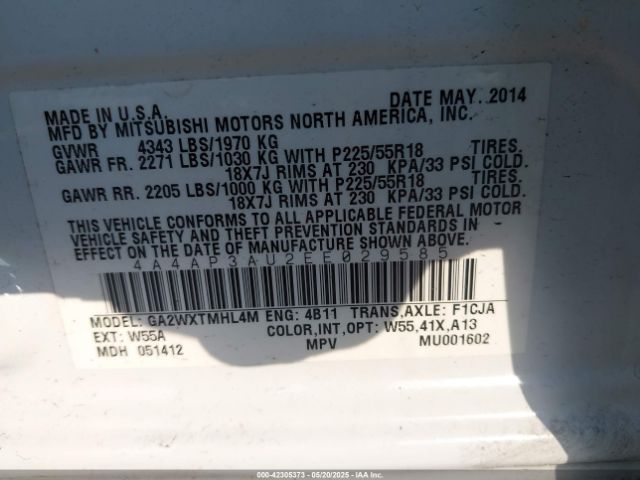 MADE IN U.S.A. DATE MAY. 2014
MFD BY MITSUBISHI MOTORS NORTH AMERICA, INC.
GVWR 4343 LBS/1970 KG
GAWR FR. 2271 LBS/1030 KG WITH P225/55R18 TIRES.
18X7J RIMS AT 230 KPA/33 PSI COLD.
GAWR RR. 2205 LBS/1000 KG WITH P225/55R18 TIRES.
18X7J RIMS AT 230 KPA/33 PSI COLD.
THIS VEHICLE CONFORMS TO ALL APPLICABLE FEDERAL MOTOR
VEHICLE SAFETY AND THEFT PREVENTION STANDARDS IN
EFFECT ON THE DATE OF MANUFACTURE SHOWN ABOVE.
4A4AP3AU2EE029585
MODEL: GA2WXTMHL4M ENG: 4B11 TRANS,AXLE: F1CJA
EXT: W55A COLOR,INT,OPT: W55,41X,A13
MDH 051412 MPV MU001602
000-42305373 - 05/20/2025 - IAAI.COM